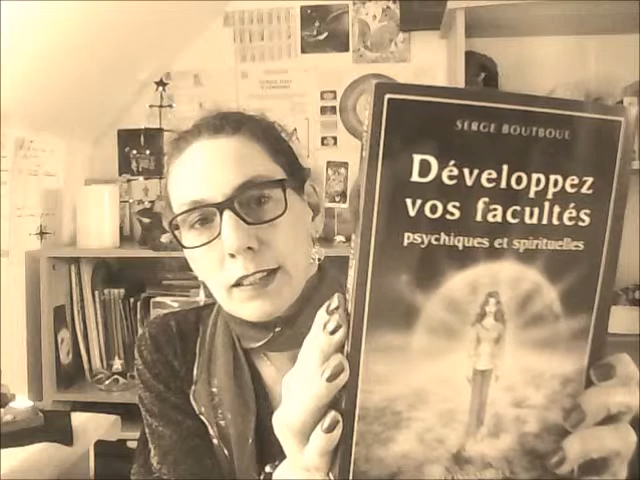 SERGE BOUTBOUL
Développez
vos facultés
psychiques et spirituelles